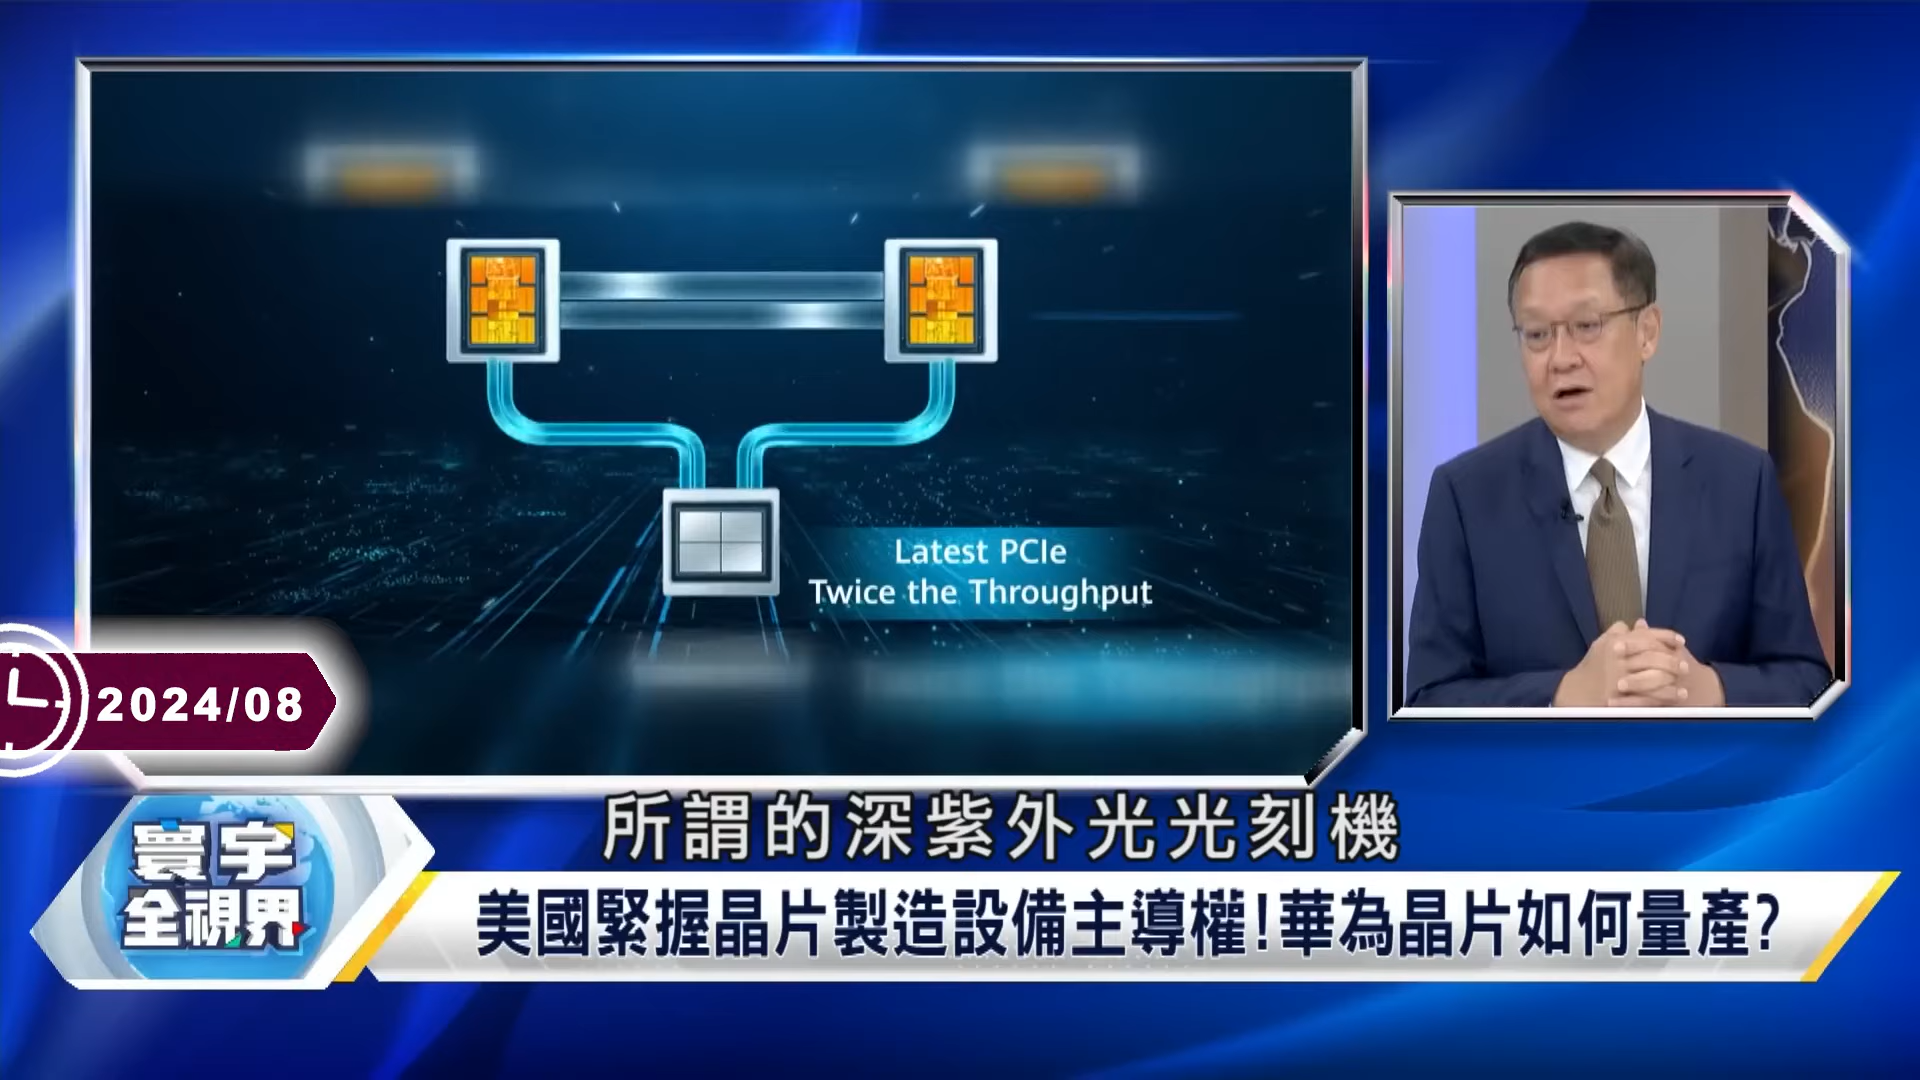 Latest PCIe
Twice the Throughput
2024/08
所謂的深紫外光光刻機
寰宇
全視界
美國緊握晶片製造設備主導權!華為晶片如何量產?